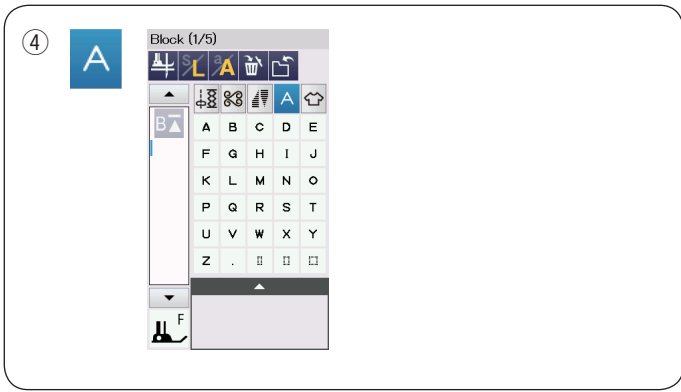 ④ A
Block (1/5)
S L a A
A
B
A B C D E
F G H I J
K L M N O
P Q R S T
U V W X Y
Z .
F